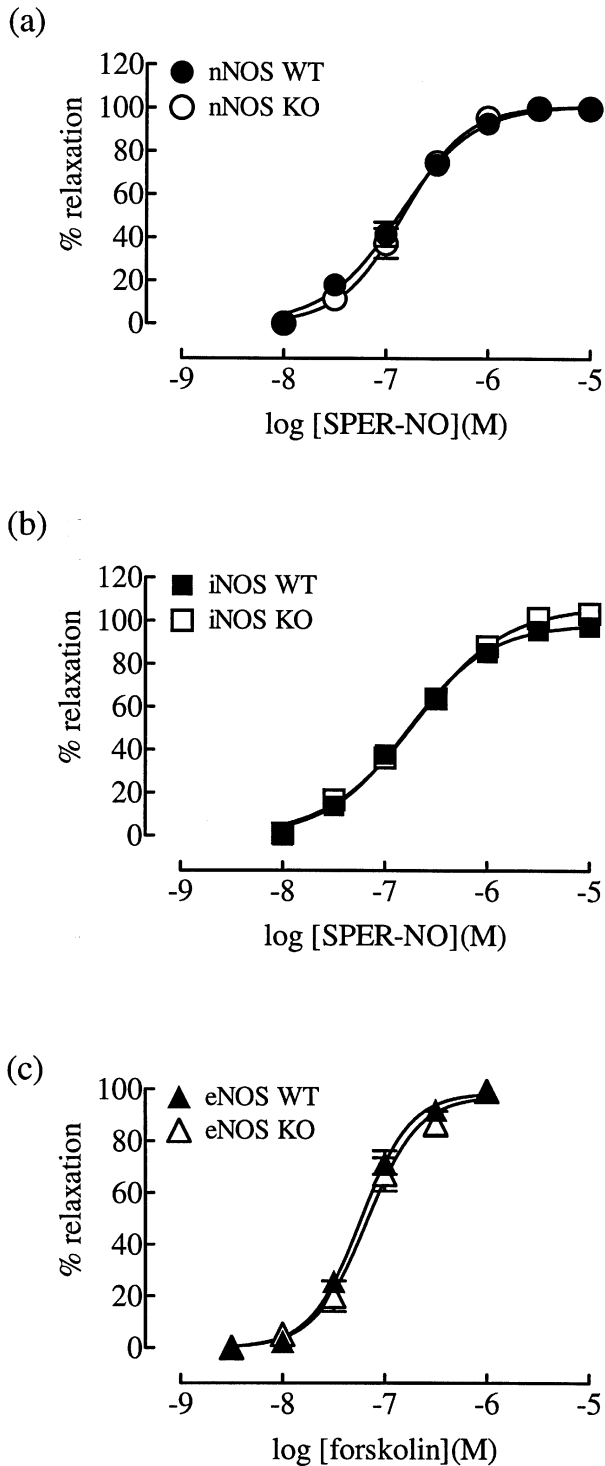 (a)
120
100
80
60
40
20
0
% relaxation
nNOS WT
nNOS KO
-9 -8 -7 -6 -5
log [SPER-NO](M)
(b)
120
100
80
60
40
20
0
% relaxation
iNOS WT
iNOS KO
-9 -8 -7 -6 -5
log [SPER-NO](M)
(c)
100
80
60
40
20
0
% relaxation
eNOS WT
eNOS KO
-9 -8 -7 -6 -5
log [forskolin](M)